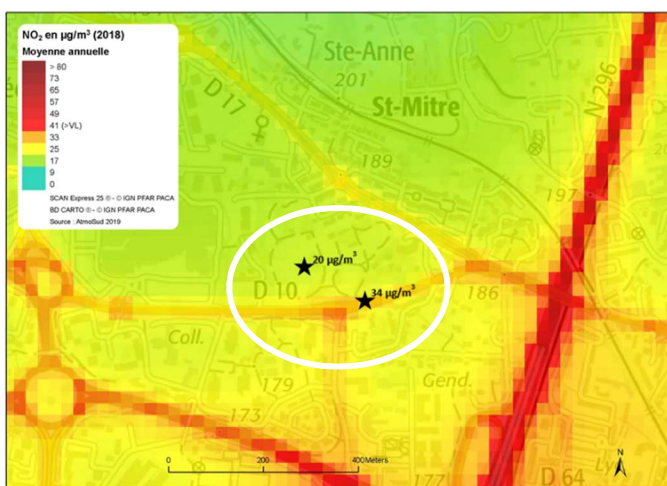 NO₂ en µg/m³ (2018)
Moyenne annuelle
> 80
73
65
57
49
41 (>VL)
33
25
17
9
0
SCAN Express 25 ® - © IGN PFAR PACA
BD CARTO ® - © IGN PFAR PACA
Source : AtmoSud 2019
Ste-Anne
201
St-Mitre
N 296
D 17
189
197
20 µg/m³
34 µg/m³
D 10
186
Coll.
179
Gend.
173
177
D 64
0 200 400 Meters
N